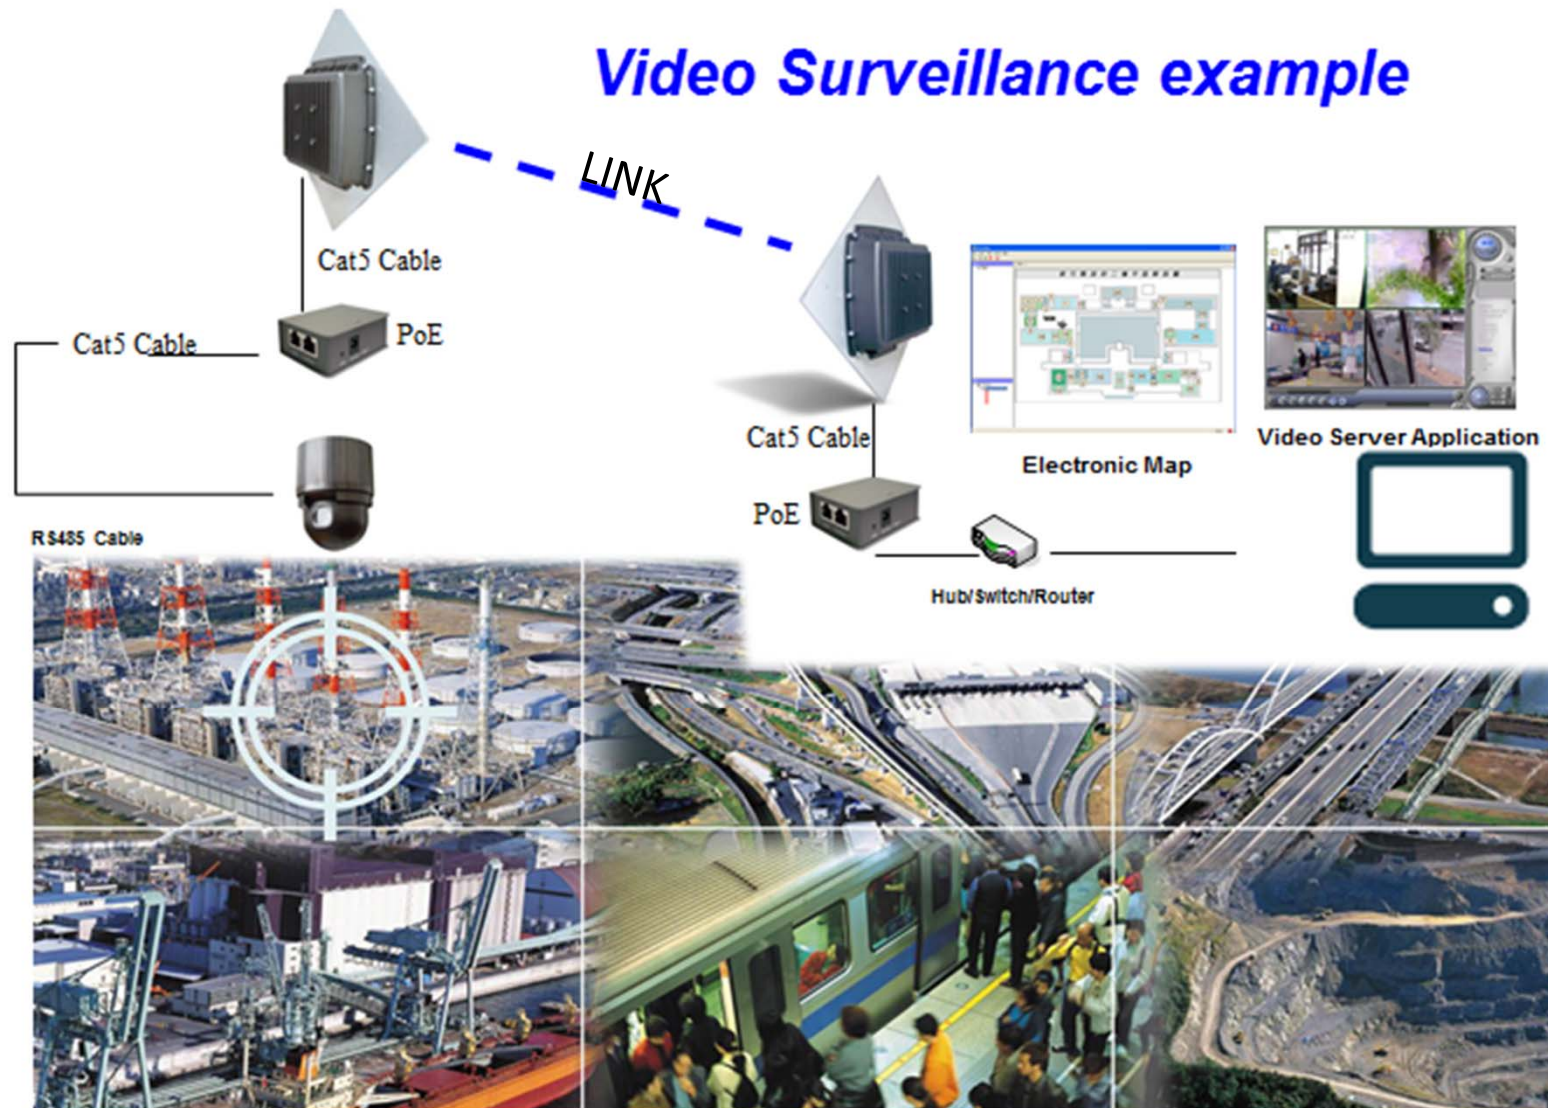 Video Surveillance example
LINK
Cat5 Cable
PoE
Cat5 Cable
Cat5 Cable
PoE
Electronic Map
Video Server Application
RS485 Cable
Hub/Switch/Router